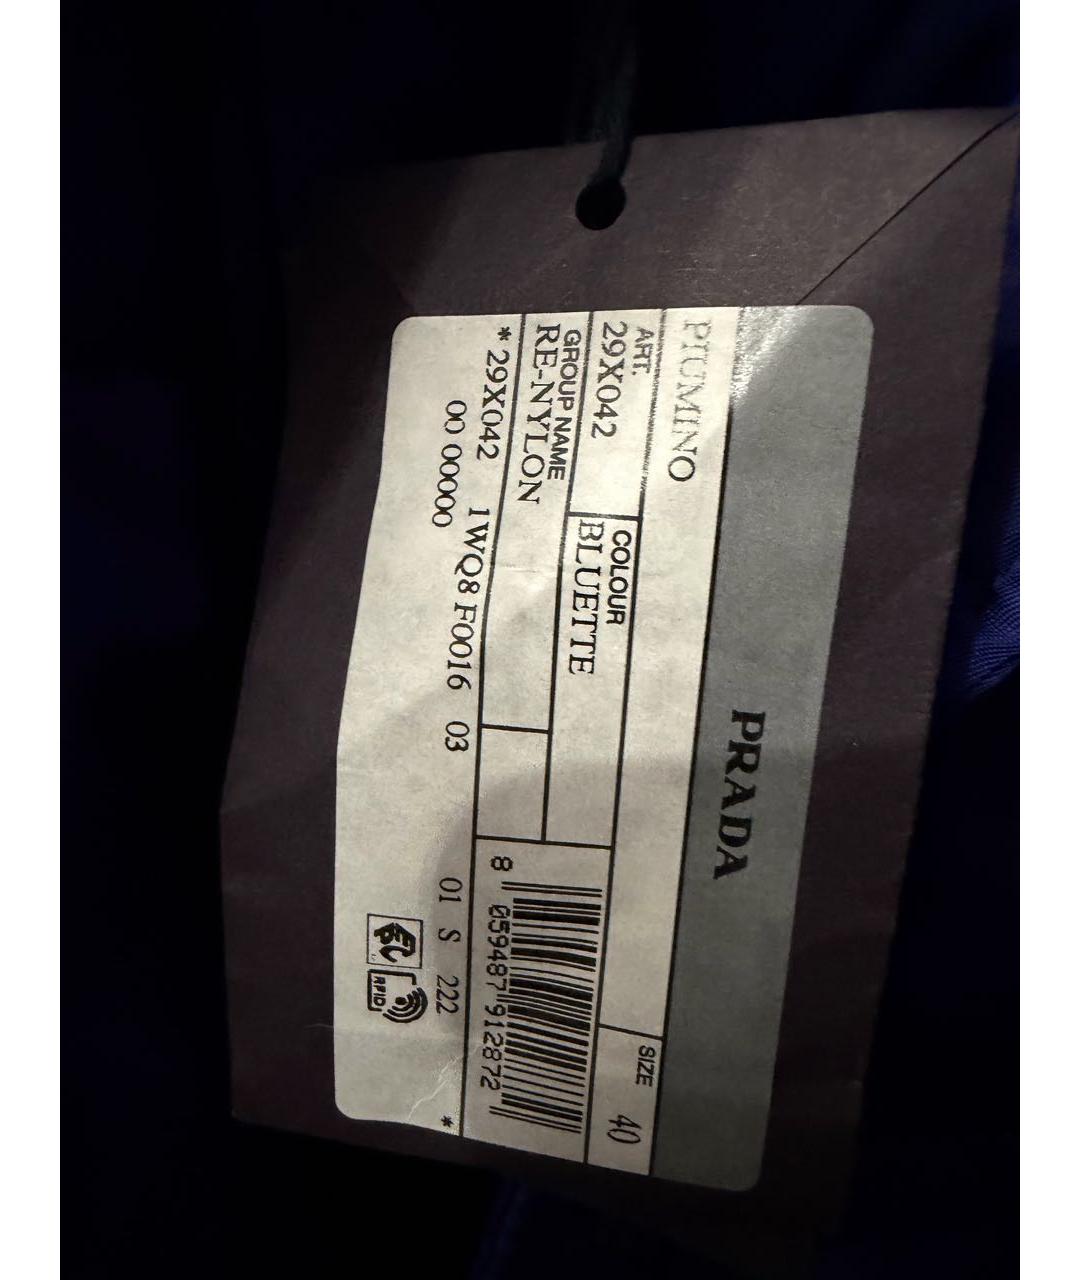 PRADA
PIUMINO
ART.
29X042
COLOUR
BLUETTE
SIZE
40
GROUP NAME
RE-NYLON
8 059487 912872
* 29X042 1WQ8 F0016 03 01 S 222 *
00 00000
RFID